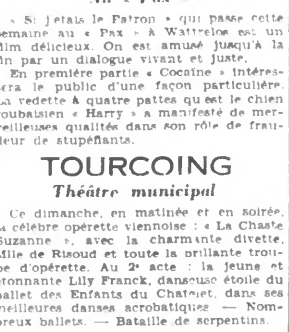 « Si j'etais le Patron » qui passe cette
semaine au « Pax » à Wattrelos est un
film délicieux. On est amusé jusqu'à la
fin par un dialogue vivant et juste.
En première partie « Cocaïne » intéres-
sera le public d'une façon particulière.
La vedette à quatre pattes qu est le chien
roubaisien « Harry » a manifesté de mer-
veilleuses qualités dans son rôle de frau-
deur de stupéfiants.
TOURCOING
Théâtre municipal
Ce dimanche, en matinée et en soirée,
la célèbre opérette viennoise : « La Chaste
Suzanne », avec la charmante divette,
Mlle de Risoud et toute la brillante trou-
pe d'opérette. Au 2e acte : la jeune et
étonnante Lily Franck, danseuse étoile du
ballet des Enfants du Chatelet, dans ses
meilleures danses acrobatiques — Nom-
breux ballets. — Bataille de serpentins.